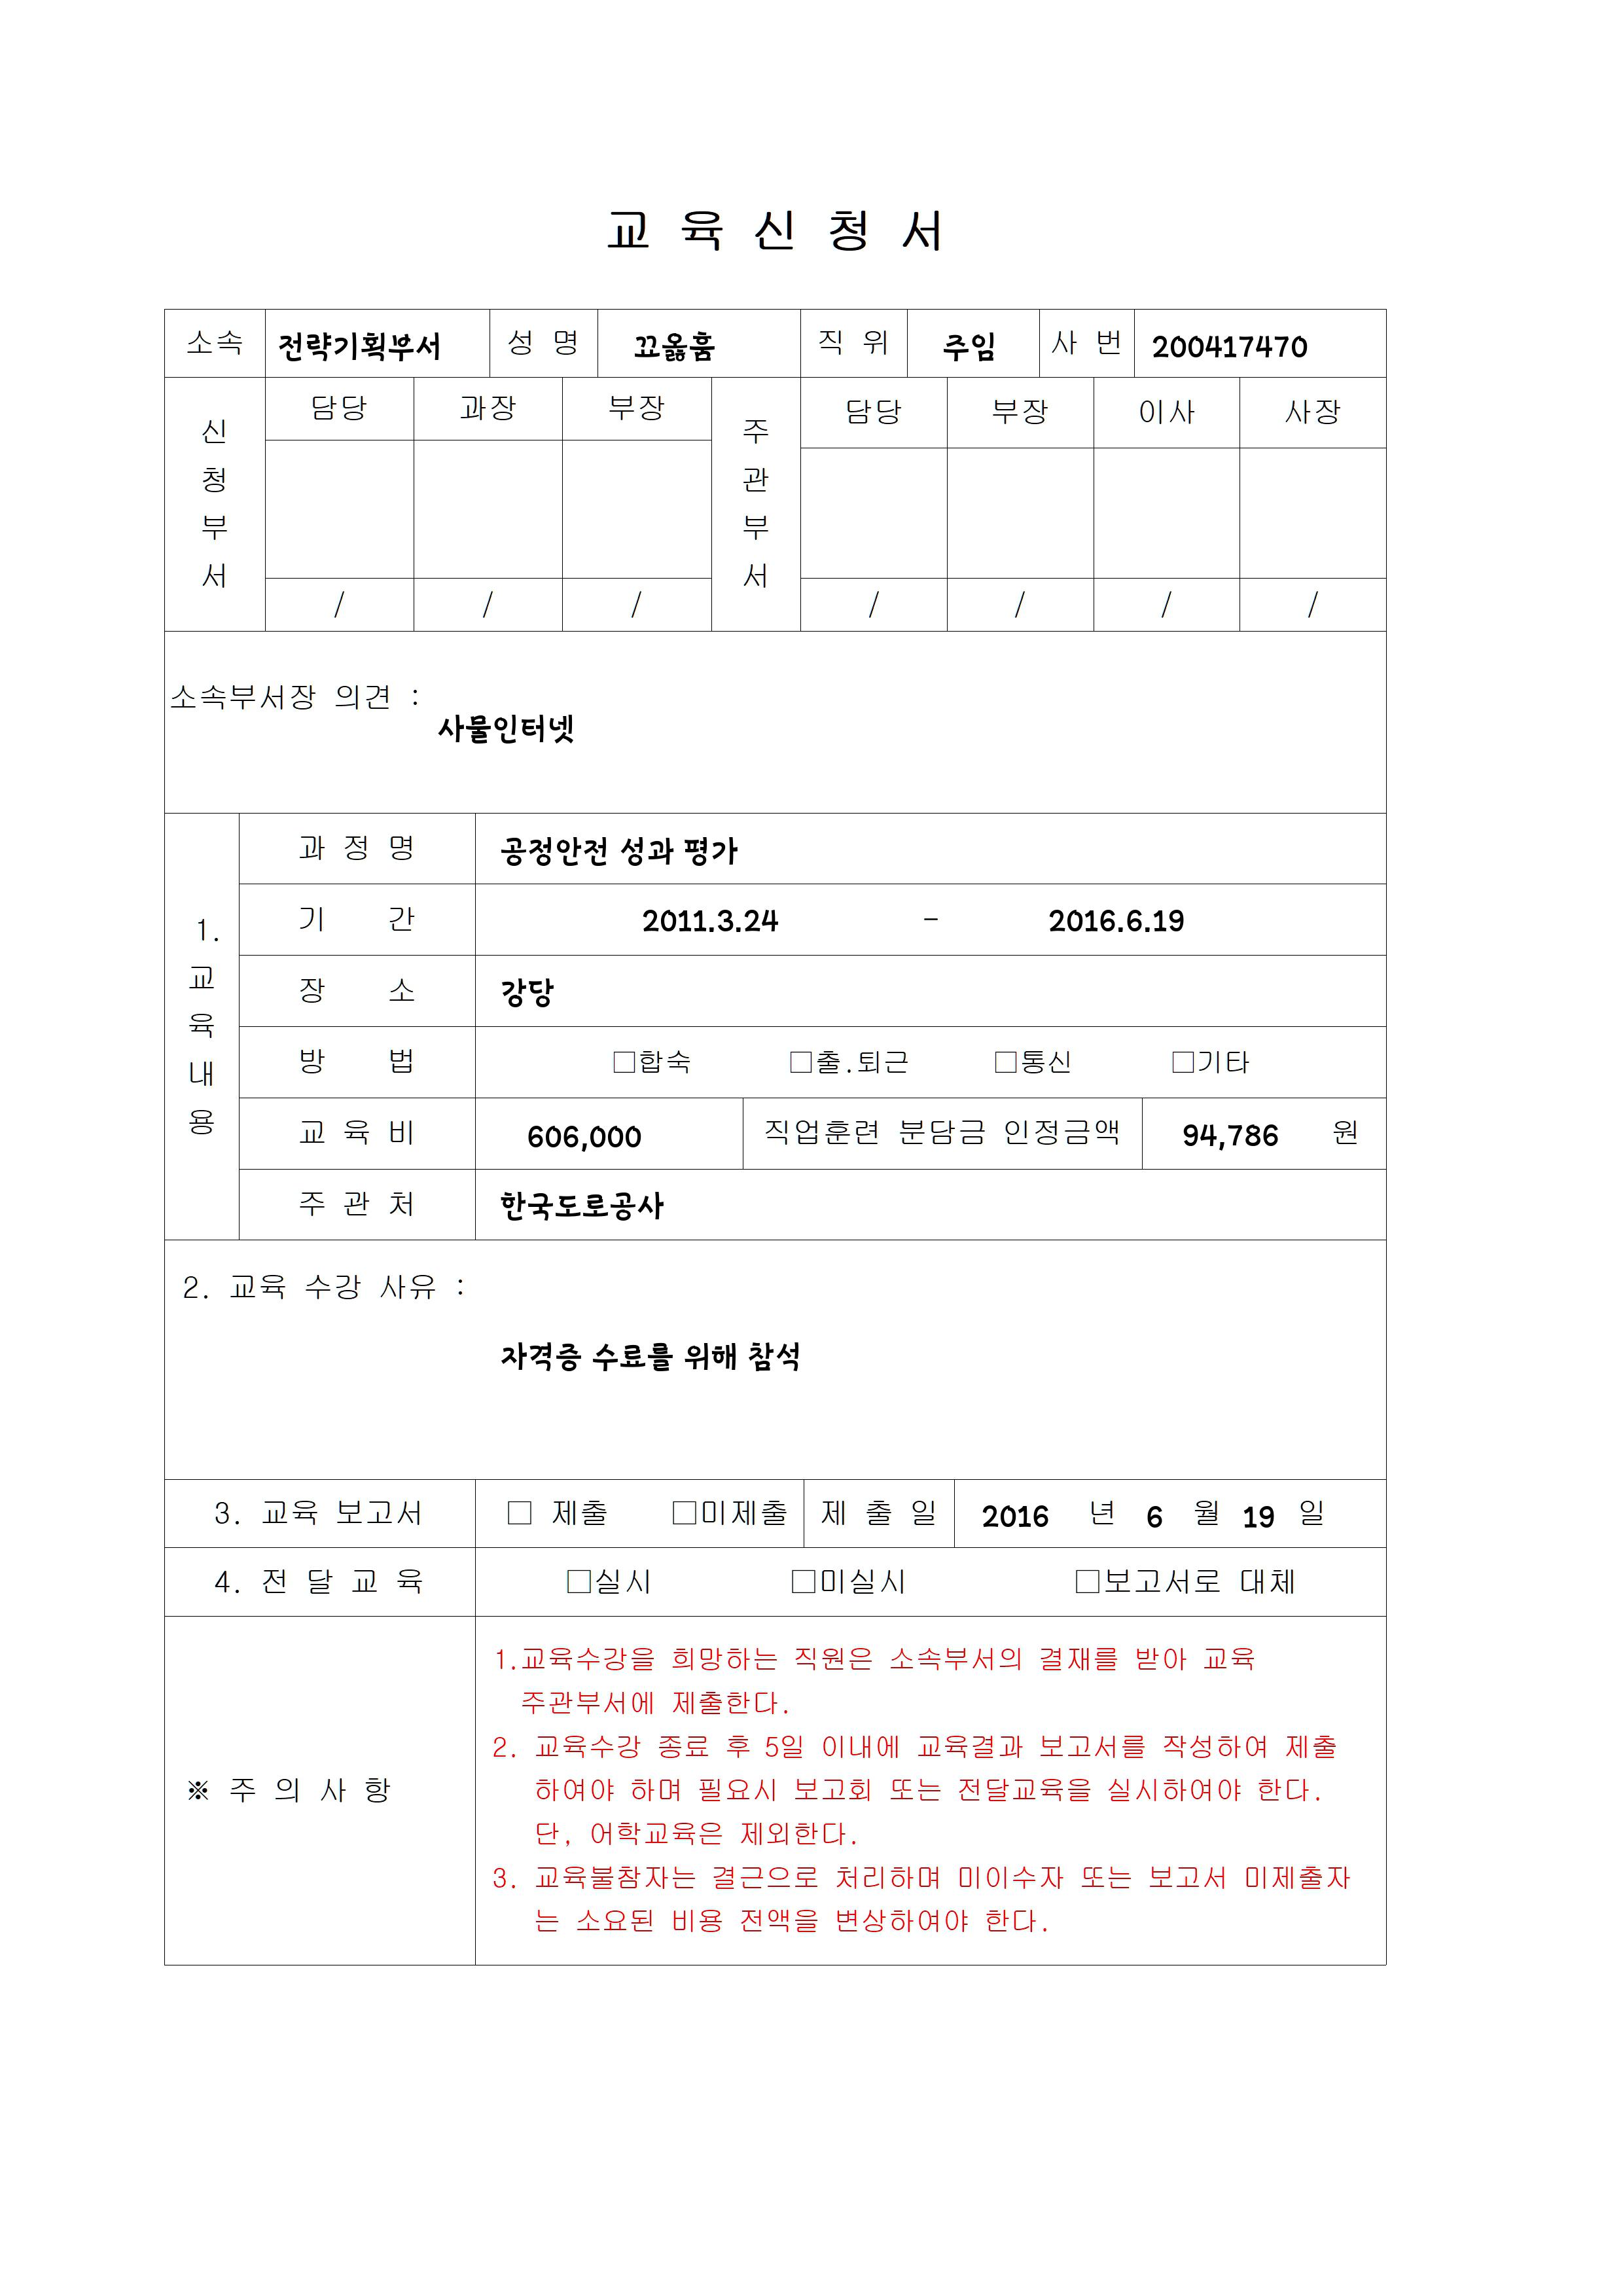 교 육 신 청 서
소속 전략기획부서 성 명 꼬옳훔 직 위 주임 사 번 200417470
신청부서 담당 과장 부장 주관부서 담당 부장 이사 사장
/ / / / / / /
소속부서장 의견 :
사물인터넷
1. 교육내용
과 정 명 공정안전 성과 평가
기 간 2011.3.24 - 2016.6.19
장 소 강당
방 법 □합숙 □출.퇴근 □통신 □기타
교 육 비 606,000 직업훈련 분담금 인정금액 94,786 원
주 관 처 한국도로공사
2. 교육 수강 사유 :
자격증 수료를 위해 참석
3. 교육 보고서 □ 제출 □미제출 제 출 일 2016 년 6 월 19 일
4. 전 달 교 육 □실시 □미실시 □보고서로 대체
※ 주 의 사 항
1.교육수강을 희망하는 직원은 소속부서의 결재를 받아 교육
주관부서에 제출한다.
2. 교육수강 종료 후 5일 이내에 교육결과 보고서를 작성하여 제출
하여야 하며 필요시 보고회 또는 전달교육을 실시하여야 한다.
단, 어학교육은 제외한다.
3. 교육불참자는 결근으로 처리하며 미이수자 또는 보고서 미제출자
는 소요된 비용 전액을 변상하여야 한다.